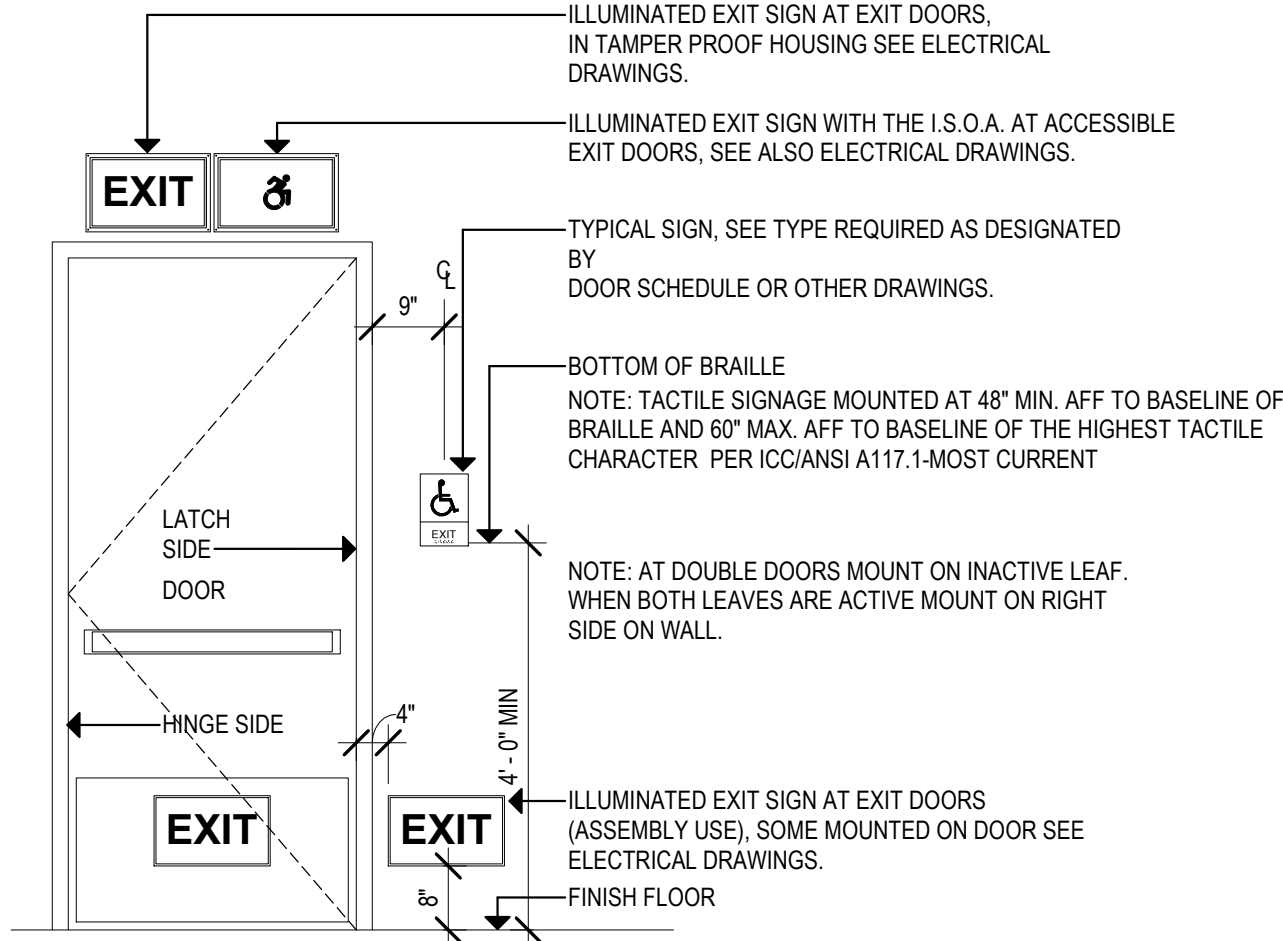 ILLUMINATED EXIT SIGN AT EXIT DOORS,
IN TAMPER PROOF HOUSING SEE ELECTRICAL
DRAWINGS.
ILLUMINATED EXIT SIGN WITH THE I.S.O.A. AT ACCESSIBLE
EXIT DOORS, SEE ALSO ELECTRICAL DRAWINGS.
EXIT
TYPICAL SIGN, SEE TYPE REQUIRED AS DESIGNATED
BY
DOOR SCHEDULE OR OTHER DRAWINGS.
CL
9"
BOTTOM OF BRAILLE
NOTE: TACTILE SIGNAGE MOUNTED AT 48" MIN. AFF TO BASELINE OF
BRAILLE AND 60" MAX. AFF TO BASELINE OF THE HIGHEST TACTILE
CHARACTER PER ICC/ANSI A117.1-MOST CURRENT
EXIT
LATCH
SIDE
DOOR
NOTE: AT DOUBLE DOORS MOUNT ON INACTIVE LEAF.
WHEN BOTH LEAVES ARE ACTIVE MOUNT ON RIGHT
SIDE ON WALL.
HINGE SIDE
4"
4' - 0" MIN
EXIT
EXIT
ILLUMINATED EXIT SIGN AT EXIT DOORS
(ASSEMBLY USE), SOME MOUNTED ON DOOR SEE
ELECTRICAL DRAWINGS.
8"
FINISH FLOOR